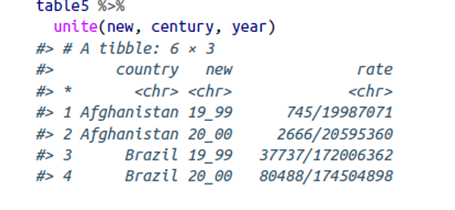 table5 %>%
  unite(new, century, year)
#> # A tibble: 6 × 3
#>       country   new              rate
#> *       <chr> <chr>             <chr>
#> 1 Afghanistan 19_99      745/19987071
#> 2 Afghanistan 20_00     2666/20595360
#> 3      Brazil 19_99   37737/172006362
#> 4      Brazil 20_00   80488/174504898